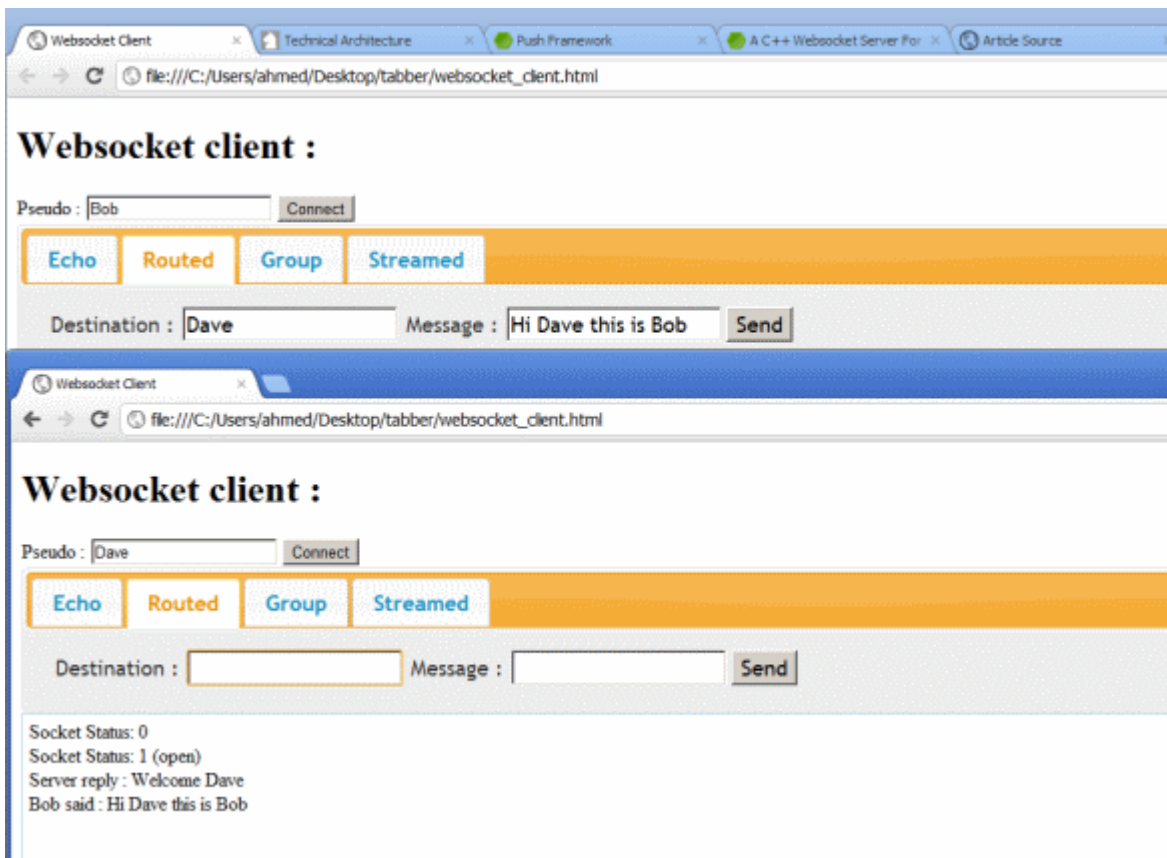 Websocket Client Technical Architecture Push Framework A C++ Websocket Server For Article Source
file:///C:/Users/ahmed/Desktop/tabber/websocket_client.html
Websocket client :
Pseudo : Bob Connect
Echo Routed Group Streamed
Destination : Dave Message : Hi Dave this is Bob Send
Websocket Client
file:///C:/Users/ahmed/Desktop/tabber/websocket_client.html
Websocket client :
Pseudo : Dave Connect
Echo Routed Group Streamed
Destination : Message : Send
Socket Status: 0
Socket Status: 1 (open)
Server reply : Welcome Dave
Bob said : Hi Dave this is Bob